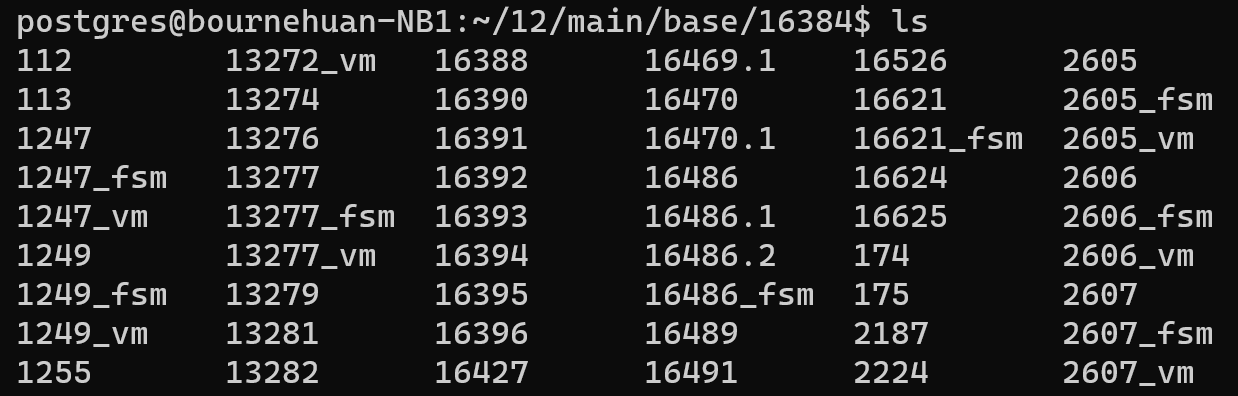 postgres@bournehuan-NB1:~/12/main/base/16384$ ls
112 13272_vm 16388 16469.1 16526 2605
113 13274 16390 16470 16621 2605_fsm
1247 13276 16391 16470.1 16621_fsm 2605_vm
1247_fsm 13277 16392 16486 16624 2606
1247_vm 13277_fsm 16393 16486.1 16625 2606_fsm
1249 13277_vm 16394 16486.2 174 2606_vm
1249_fsm 13279 16395 16486_fsm 175 2607
1249_vm 13281 16396 16489 2187 2607_fsm
1255 13282 16427 16491 2224 2607_vm